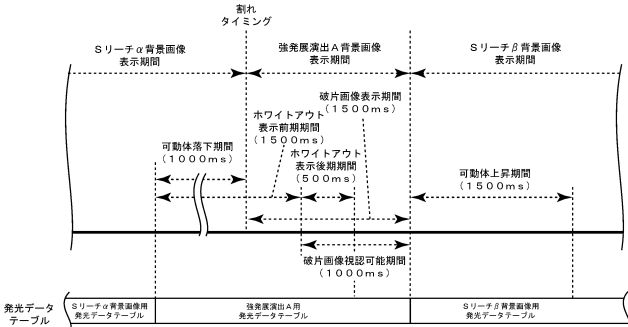 割れ
タイミング
Ｓリーチα背景画像
表示期間
強発展演出Ａ背景画像
表示期間
Ｓリーチβ背景画像
表示期間
破片画像表示期間
（１５００ｍｓ）
ホワイトアウト
表示前期期間
（１５００ｍｓ）
可動体落下期間
（１０００ｍｓ）
ホワイトアウト
表示後期期間
（５００ｍｓ）
可動体上昇期間
（１５００ｍｓ）
破片画像視認可能期間
（１０００ｍｓ）
発光データ
テーブル
Ｓリーチα背景画像用
発光データテーブル
強発展演出Ａ用
発光データテーブル
Ｓリーチβ背景画像用
発光データテーブル